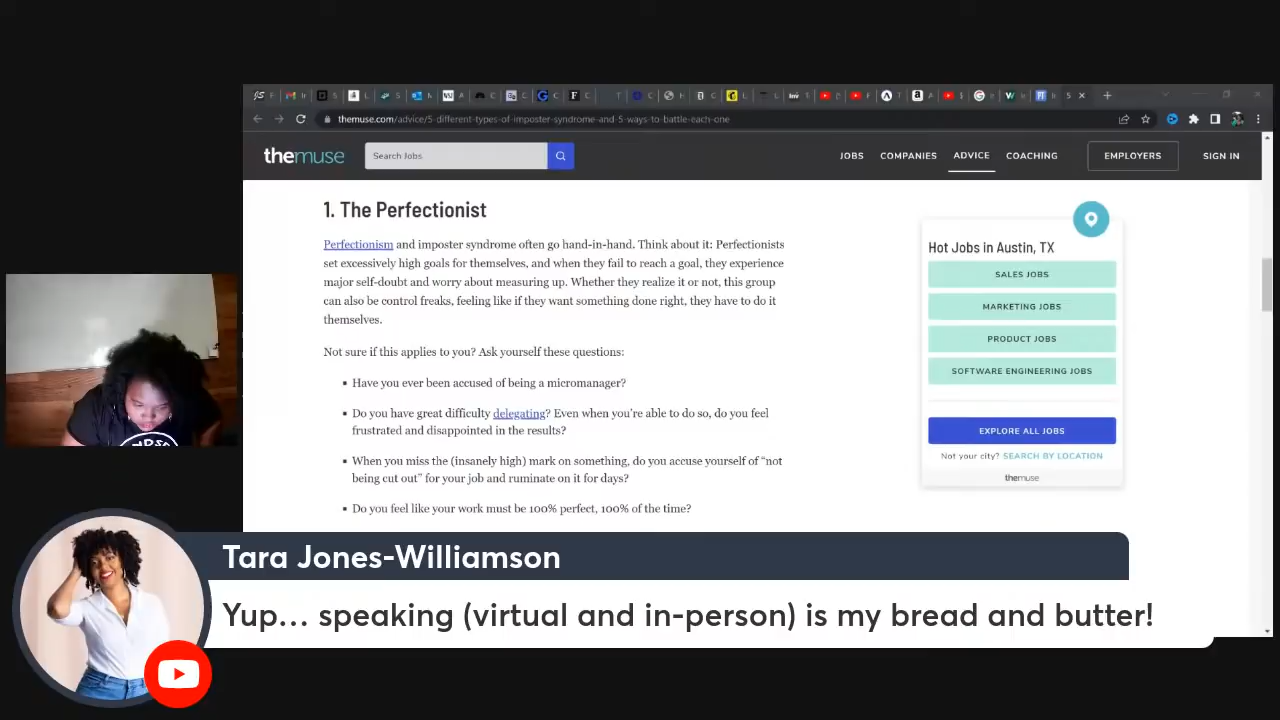 themuse.com/advice/5-different-types-of-imposter-syndrome-and-5-ways-to-battle-each-one
themuse
Search Jobs
JOBS
COMPANIES
ADVICE
COACHING
EMPLOYERS
SIGN IN
1. The Perfectionist
Perfectionism and imposter syndrome often go hand-in-hand. Think about it: Perfectionists
set excessively high goals for themselves, and when they fail to reach a goal, they experience
major self-doubt and worry about measuring up. Whether they realize it or not, this group
can also be control freaks, feeling like if they want something done right, they have to do it
themselves.
Not sure if this applies to you? Ask yourself these questions:
▪ Have you ever been accused of being a micromanager?
▪ Do you have great difficulty delegating? Even when you're able to do so, do you feel
frustrated and disappointed in the results?
▪ When you miss the (insanely high) mark on something, do you accuse yourself of “not
being cut out” for your job and ruminate on it for days?
▪ Do you feel like your work must be 100% perfect, 100% of the time?
Hot Jobs in Austin, TX
SALES JOBS
MARKETING JOBS
PRODUCT JOBS
SOFTWARE ENGINEERING JOBS
EXPLORE ALL JOBS
Not your city? SEARCH BY LOCATION
themuse
Tara Jones-Williamson
Yup... speaking (virtual and in-person) is my bread and butter!